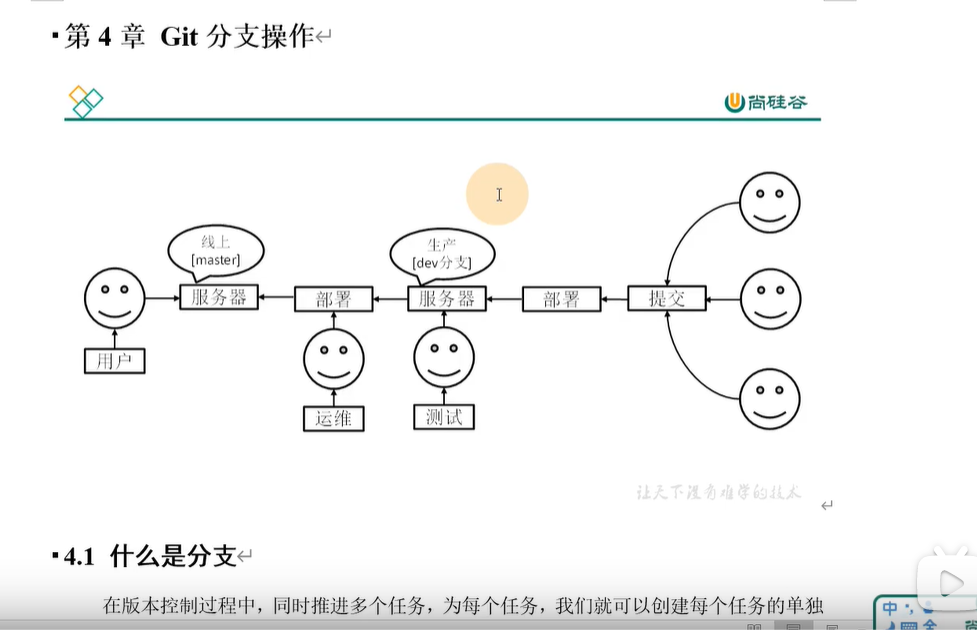 第 4 章 Git 分支操作
尚硅谷
线上
[master]
生产
[dev分支]
服务器
部署
服务器
部署
提交
用户
运维
测试
让天下没有难学的技术
4.1 什么是分支
在版本控制过程中，同时推进多个任务，为每个任务，我们就可以创建每个任务的单独
中